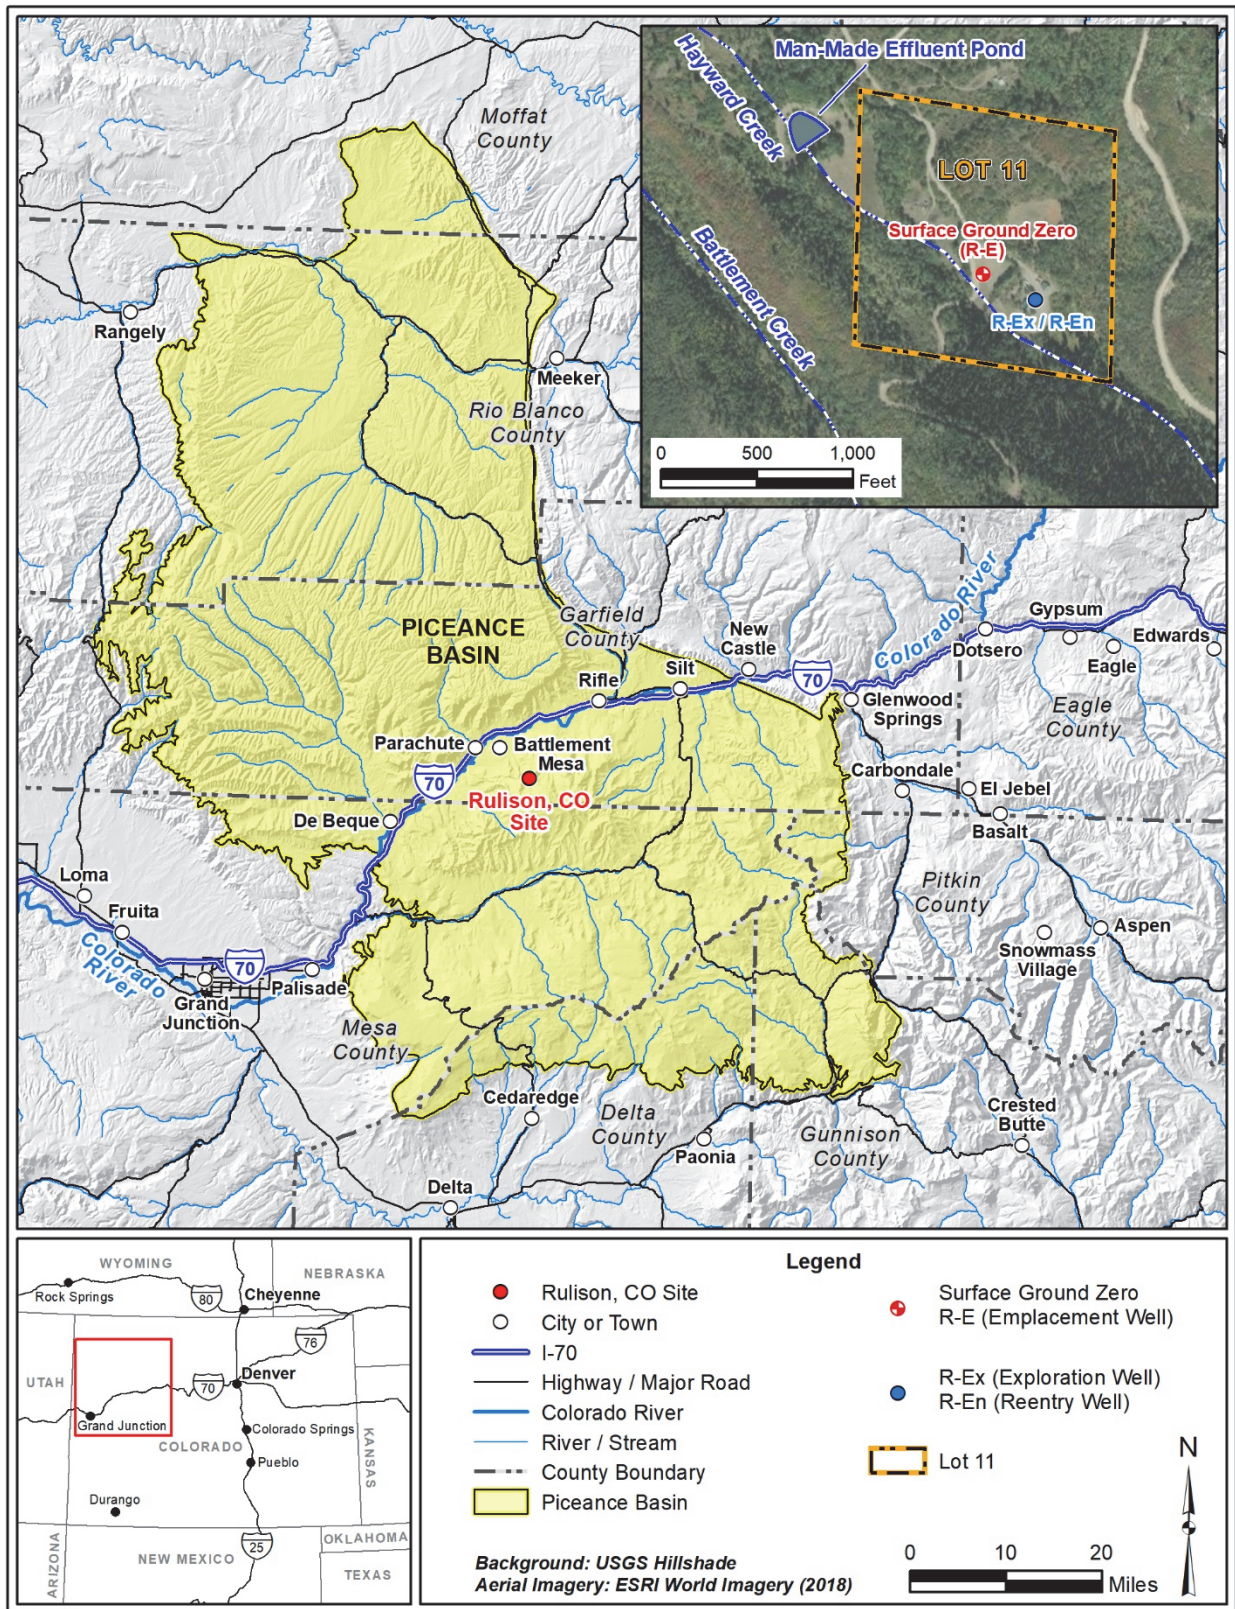 Moffat
County
Rangely
Meeker
Rio Blanco
County
PICEANCE
BASIN
Garfield
County
New
Castle
Colorado River
Gypsum
Edwards
Dotsero
Eagle
Silt
Rifle
70
Glenwood
Springs
Eagle
County
Parachute
Battlement
Mesa
70
Rulison, CO
Site
Carbondale
El Jebel
Basalt
De Beque
Loma
Fruita
Pitkin
County
Aspen
Snowmass
Village
Colorado
River
70
Grand
Junction
Palisade
Mesa
County
Cedaredge
Delta
County
Paonia
Gunnison
County
Crested
Butte
Delta
Man-Made Effluent Pond
Hayward Creek
Battlement Creek
LOT 11
Surface Ground Zero
(R-E)
R-Ex / R-En
0 500 1,000
Feet
WYOMING
NEBRASKA
Rock Springs
80
Cheyenne
76
UTAH
70
Denver
Grand Junction
Colorado Springs
COLORADO
Pueblo
KANSAS
Durango
ARIZONA
NEW MEXICO
25
OKLAHOMA
TEXAS
Legend
Rulison, CO Site
City or Town
I-70
Highway / Major Road
Colorado River
River / Stream
County Boundary
Piceance Basin
Surface Ground Zero
R-E (Emplacement Well)
R-Ex (Exploration Well)
R-En (Reentry Well)
Lot 11
N
Background: USGS Hillshade
Aerial Imagery: ESRI World Imagery (2018)
0 10 20
Miles